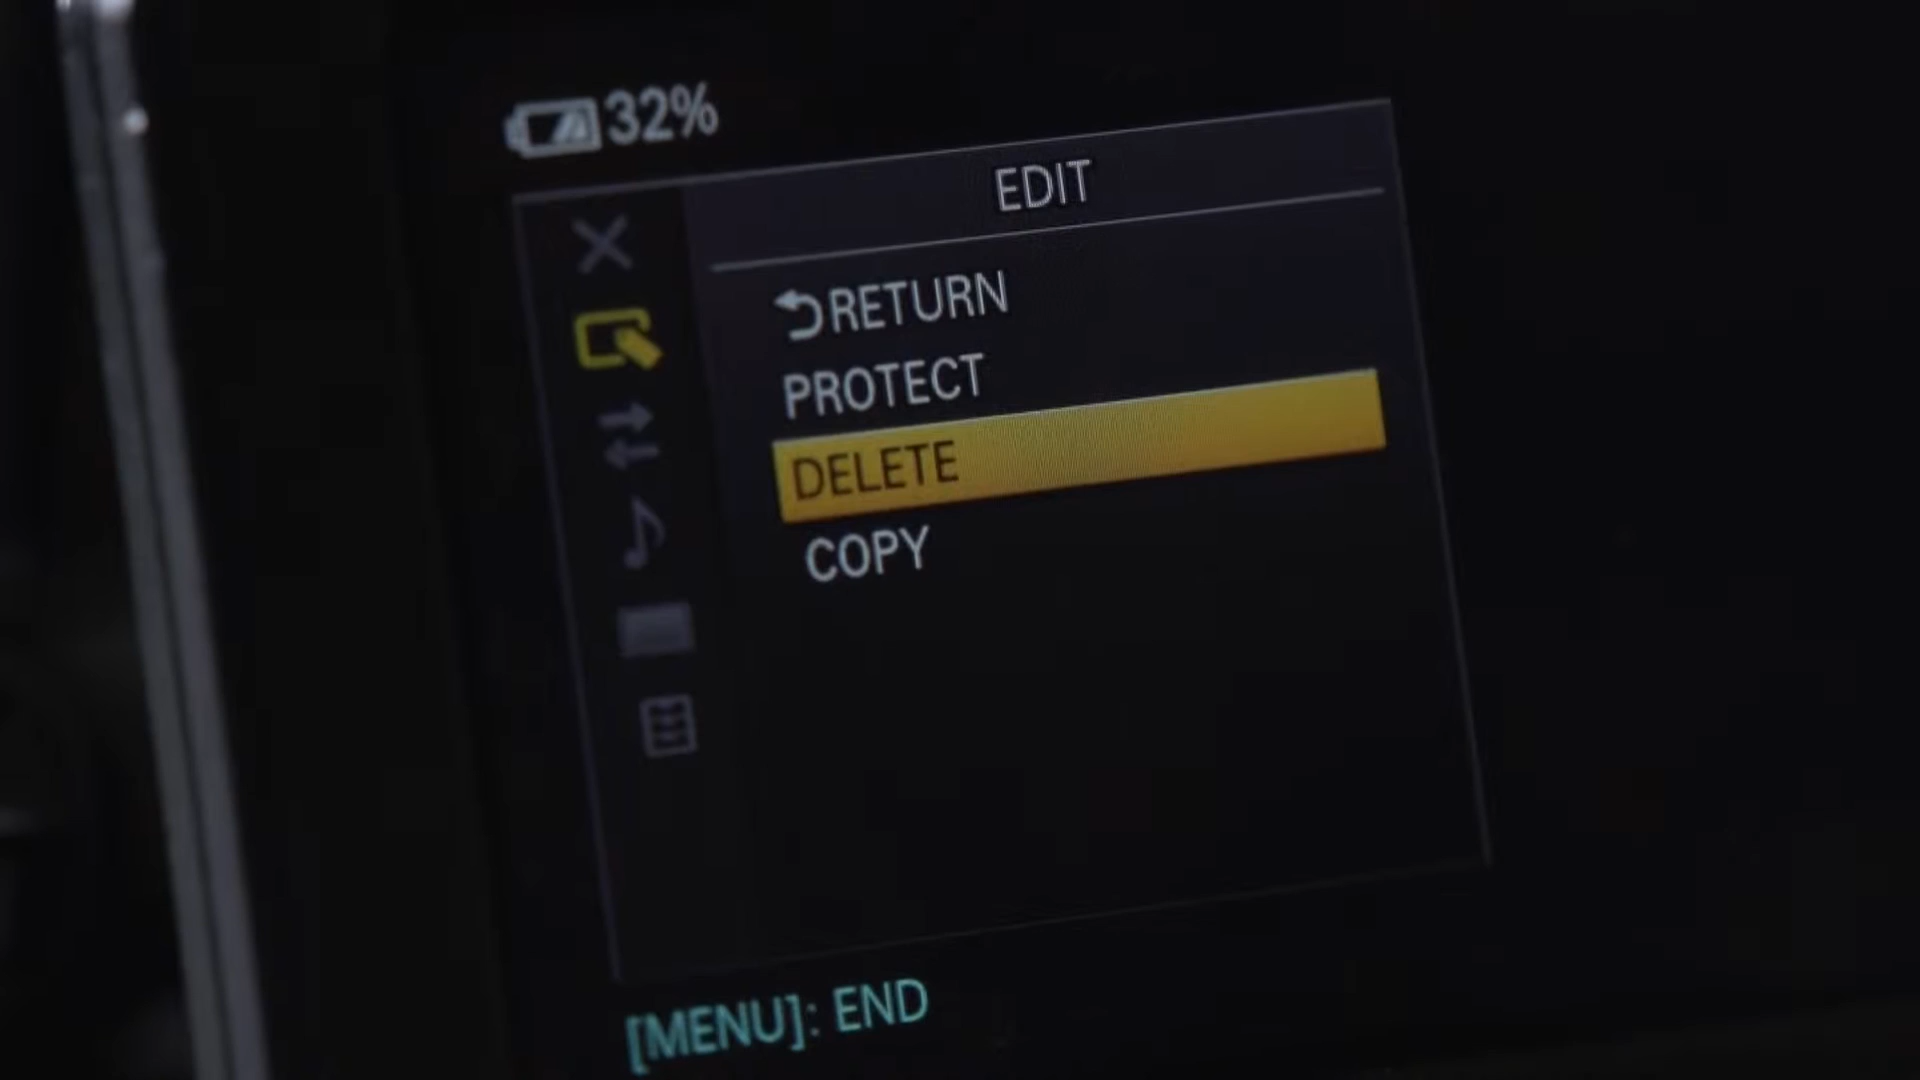 32%
EDIT
RETURN
PROTECT
DELETE
COPY
[MENU]: END